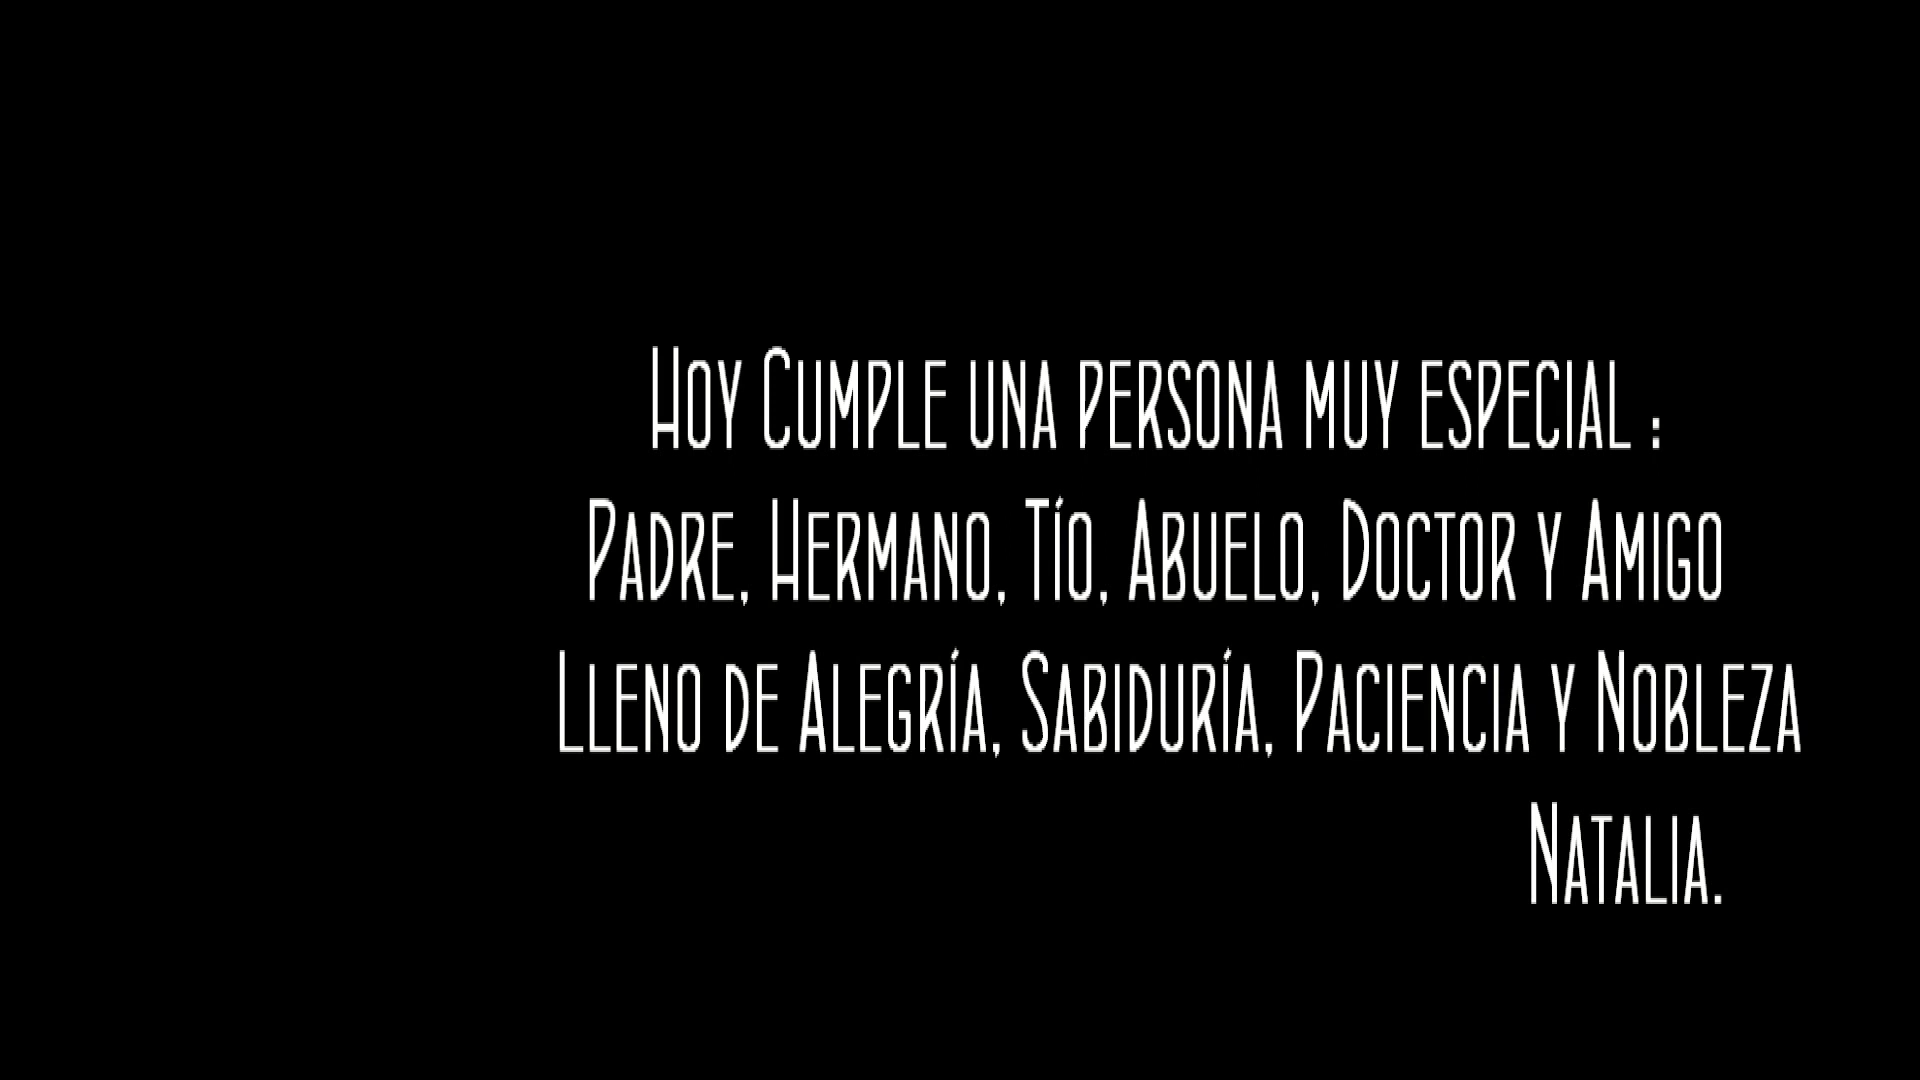 Hoy Cumple una persona muy especial :
Padre, Hermano, Tío, Abuelo, Doctor y Amigo
Lleno de Alegría, Sabiduría, Paciencia y Nobleza
Natalia.